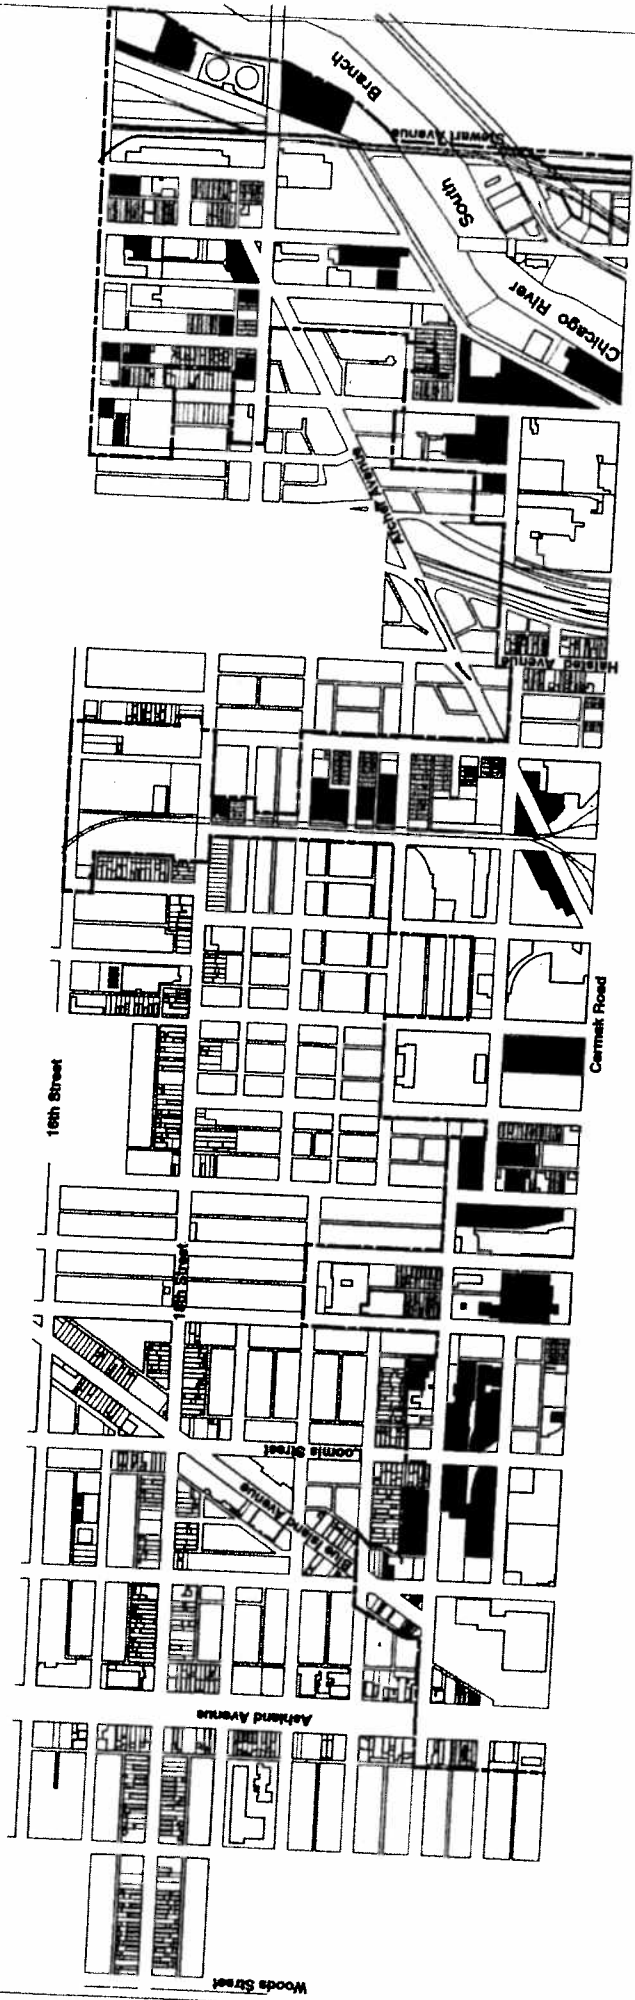 Branch
Stewart Avenue
South
Chicago River
Archer Avenue
Halsted Avenue
Cermak Road
16th Street
18th Street
Loomis Street
Blue Island Avenue
Ashland Avenue
Woods Street